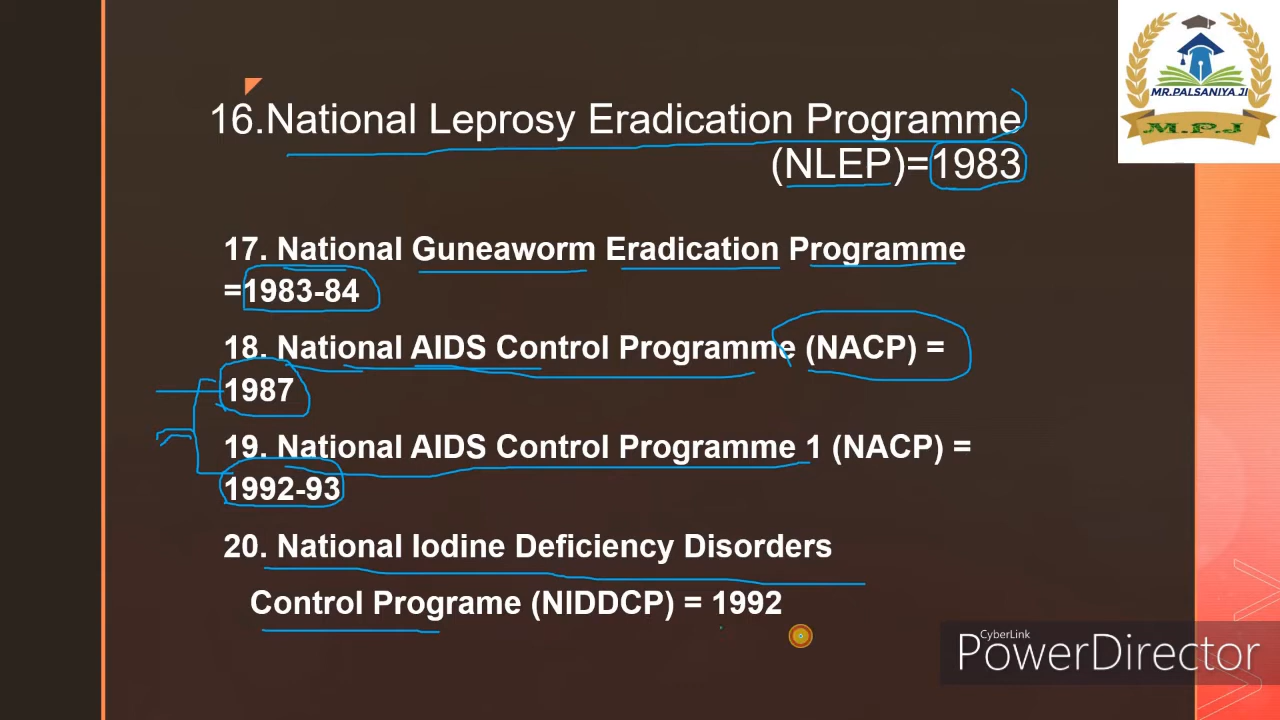 MR.PALSANIYA JI
M.P.J
16.National Leprosy Eradication Programme
(NLEP)=1983
17. National Guneaworm Eradication Programme
=1983-84
18. National AIDS Control Programme (NACP) =
1987
19. National AIDS Control Programme 1 (NACP) =
1992-93
20. National Iodine Deficiency Disorders
Control Programe (NIDDCP) = 1992
CyberLink
PowerDirector